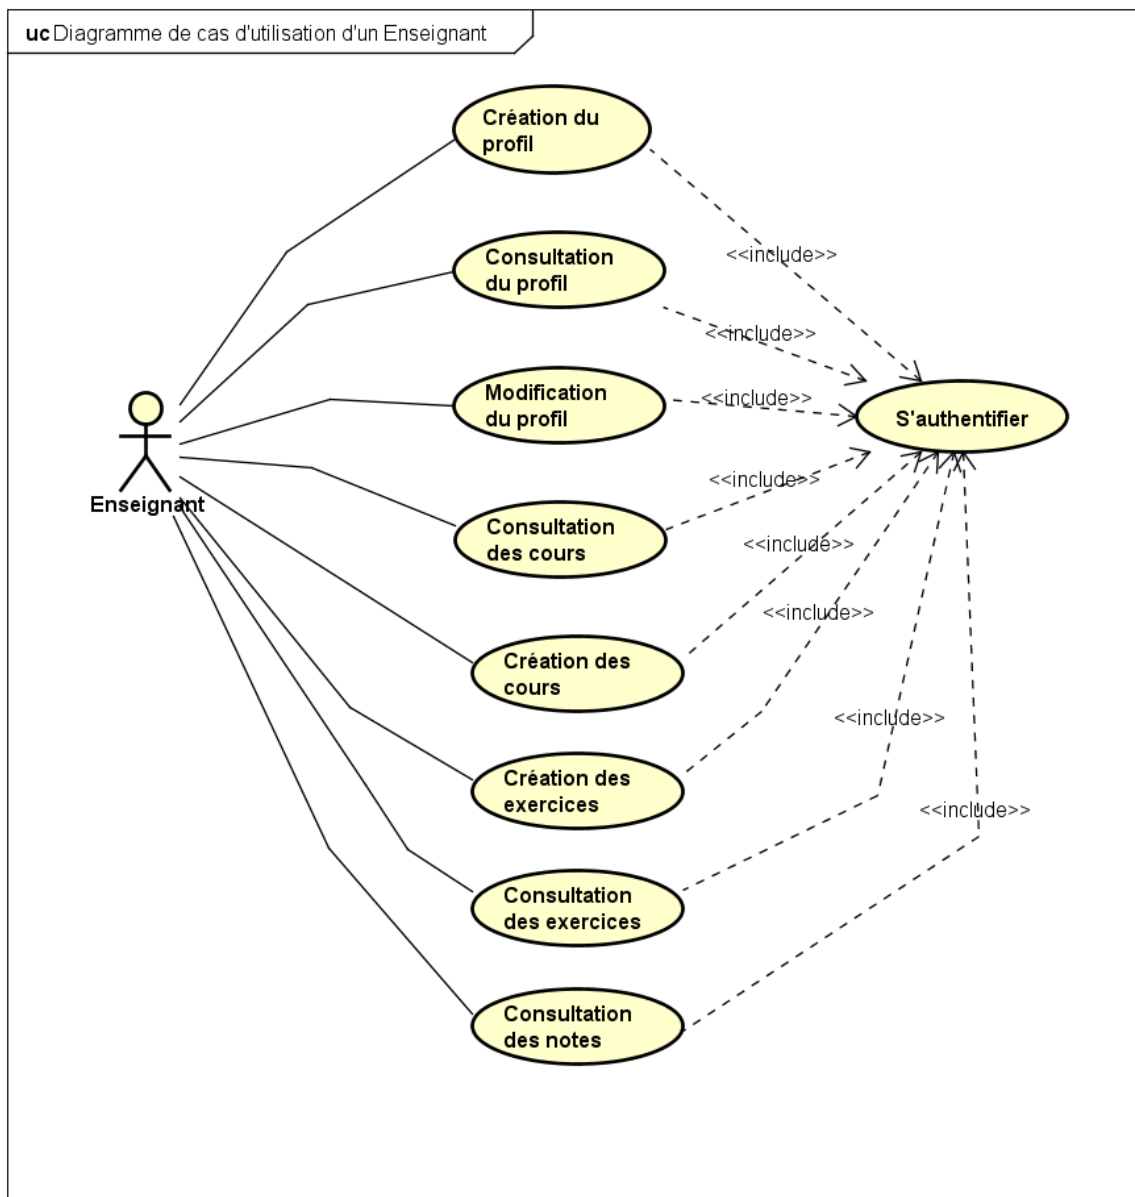 uc Diagramme de cas d'utilisation d'un Enseignant
Création du
profil
<<include>>
Consultation
du profil
<<include>>
Modification
du profil
<<include>>
S'authentifier
Enseignant
<<include>>
Consultation
des cours
<<include>>
<<include>>
Création des
cours
<<include>>
Création des
exercices
<<include>>
Consultation
des exercices
Consultation
des notes